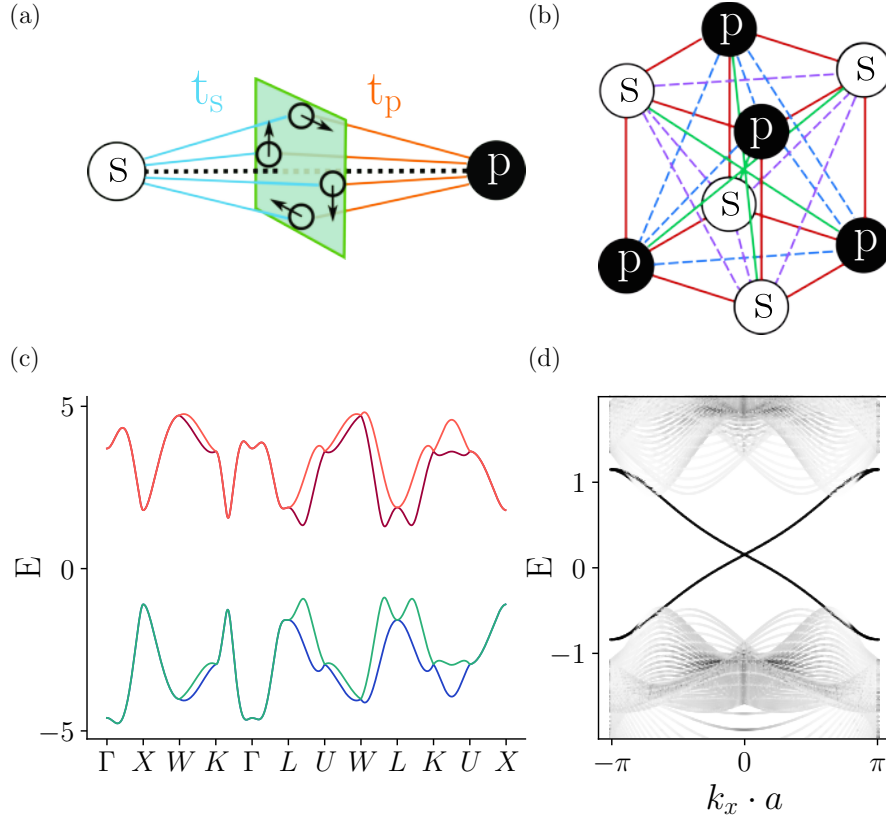 (a)
t_s t_p
s p
(b)
p
s s
p
s
p p
s
(c)
5
0
−5
E
Γ X W K Γ L U W L K U X
(d)
1
0
−1
E
−π 0 π
k_x · a